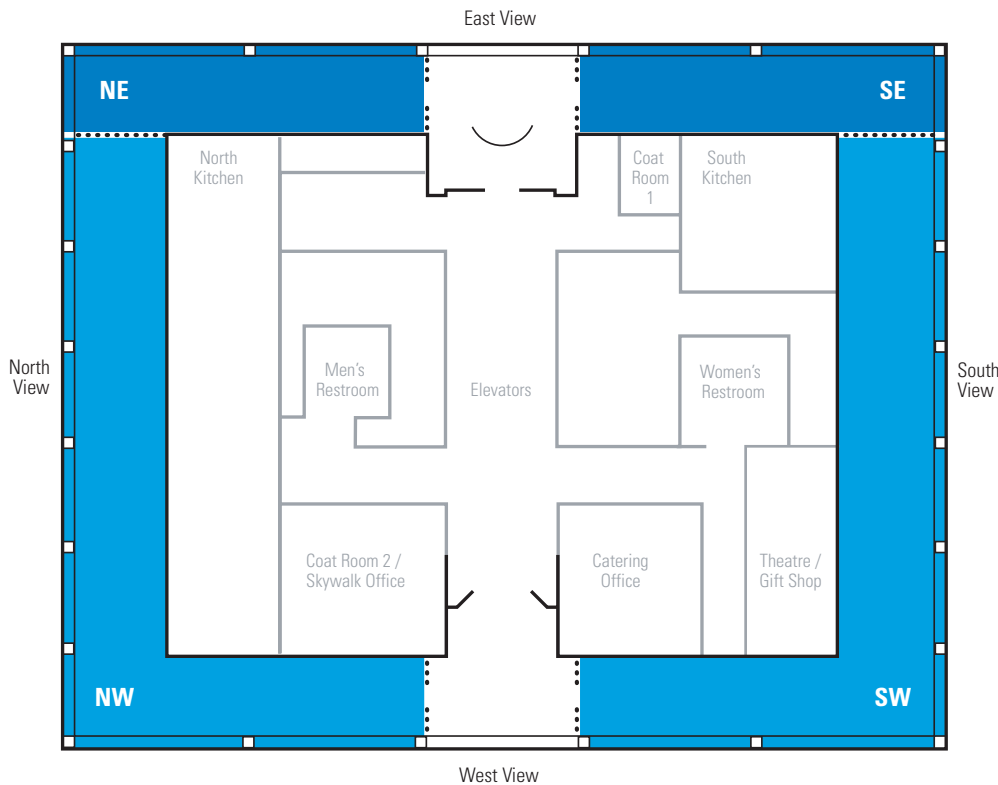 East View
NE
SE
North
Kitchen
Coat
Room
1
South
Kitchen
North
View
Men's
Restroom
Elevators
Women's
Restroom
South
View
Coat Room 2 /
Skywalk Office
Catering
Office
Theatre /
Gift Shop
NW
SW
West View